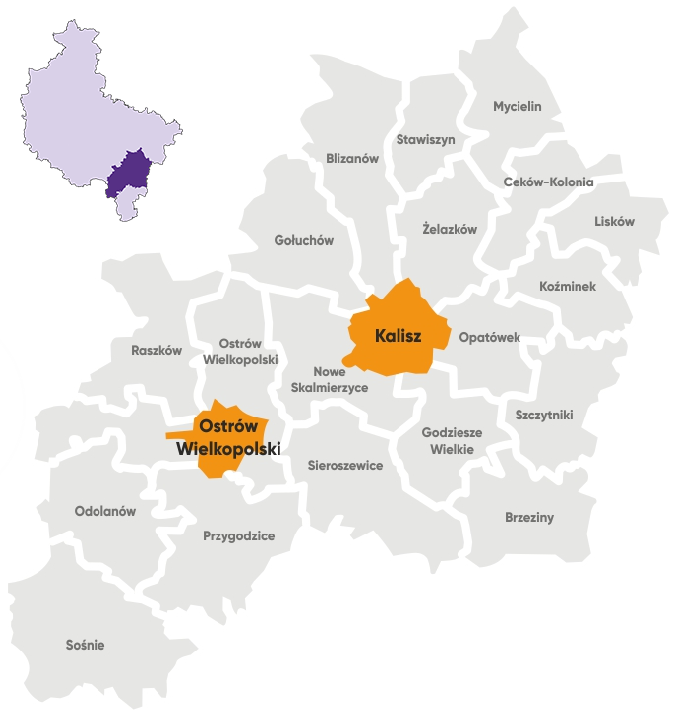 Mycielin
Stawiszyn
Blizanów
Ceków-Kolonia
Lisków
Żelazków
Gołuchów
Koźminek
Kalisz
Opatówek
Ostrów
Wielkopolski
Raszków
Nowe
Skalmierzyce
Szczytniki
Ostrów
Wielkopolski
Godziesze
Wielkie
Sieroszewice
Odolanów
Brzeziny
Przygodzice
Sośnie